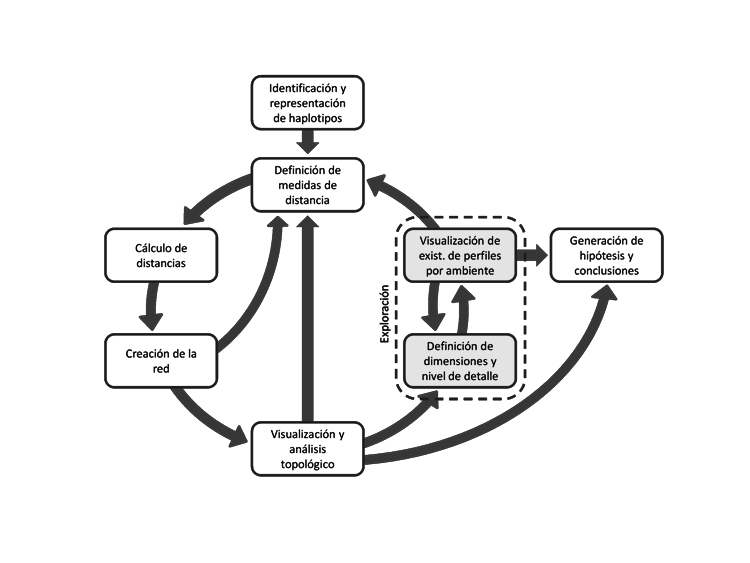 Identificación y
representación
de haplotipos
Definición de
medidas de
distancia
Cálculo de
distancias
Visualización de
exist. de perfiles
por ambiente
Generación de
hipótesis y
conclusiones
Exploración
Creación de la
red
Definición de
dimensiones y
nivel de detalle
Visualización y
análisis
topológico